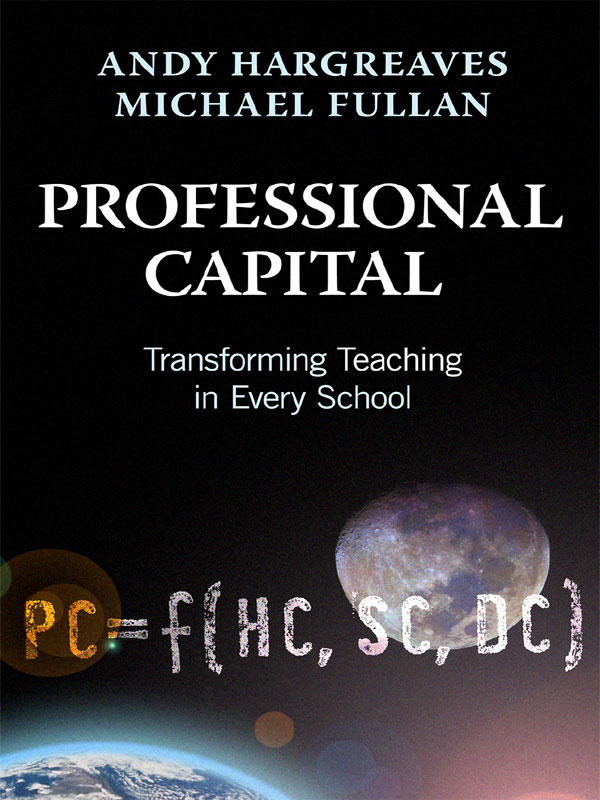 ANDY HARGREAVES
MICHAEL FULLAN
PROFESSIONAL
CAPITAL
Transforming Teaching
in Every School
PC=f(HC, SC, DC)